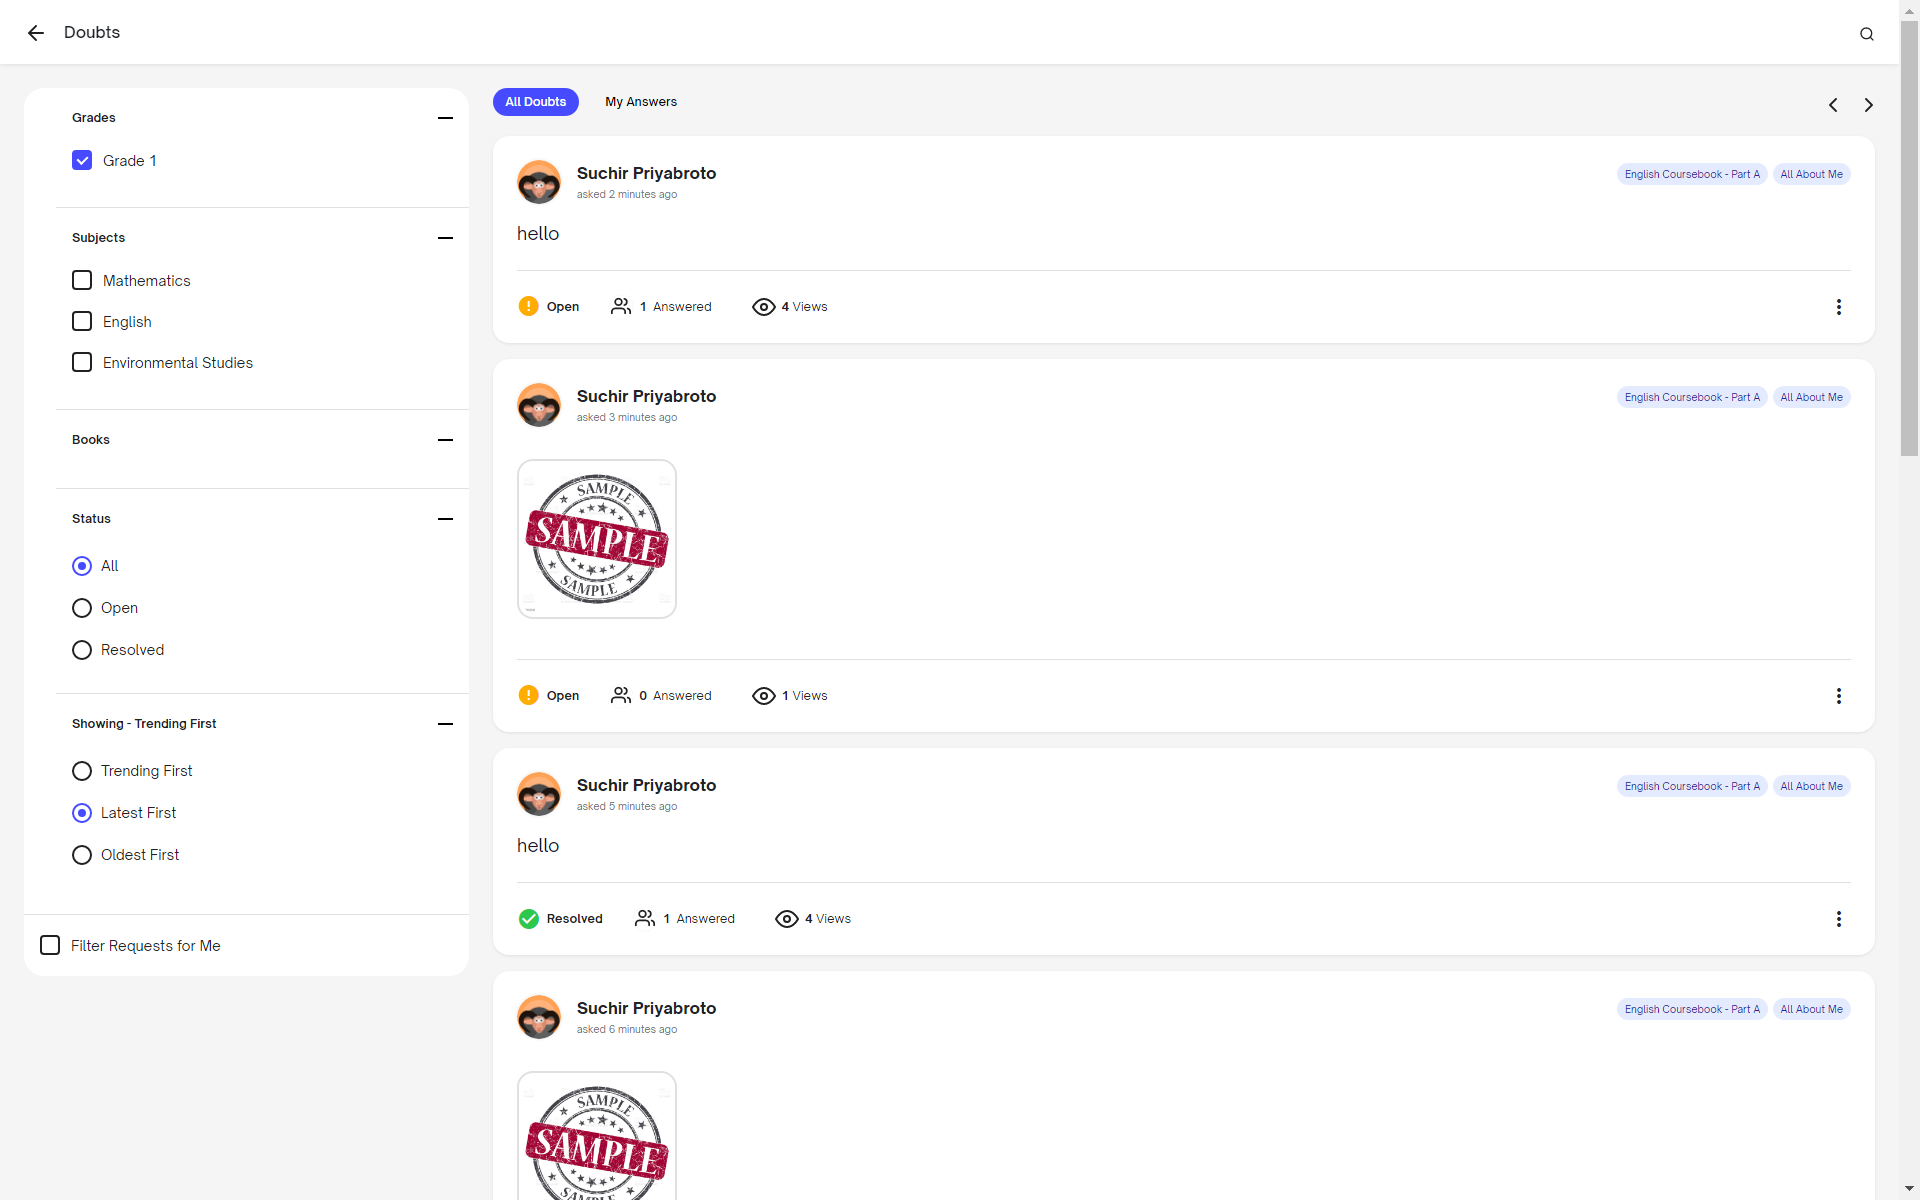 Doubts
Grades
Grade 1
Subjects
Mathematics
English
Environmental Studies
Books
Status
All
Open
Resolved
Showing - Trending First
Trending First
Latest First
Oldest First
Filter Requests for Me
All Doubts My Answers
Suchir Priyabroto
asked 2 minutes ago
English Coursebook - Part A All About Me
hello
Open 1 Answered 4 Views
Suchir Priyabroto
asked 3 minutes ago
English Coursebook - Part A All About Me
SAMPLE
SAMPLE
SAMPLE
Open 0 Answered 1 Views
Suchir Priyabroto
asked 5 minutes ago
English Coursebook - Part A All About Me
hello
Resolved 1 Answered 4 Views
Suchir Priyabroto
asked 6 minutes ago
English Coursebook - Part A All About Me
SAMPLE
SAMPLE
SAMPLE